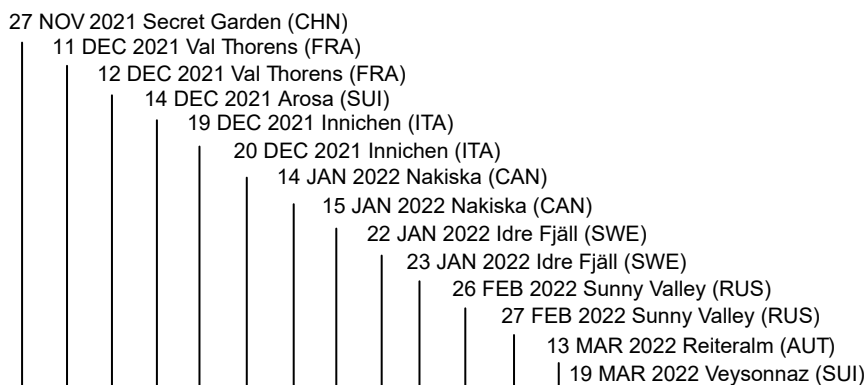 27 NOV 2021 Secret Garden (CHN)
11 DEC 2021 Val Thorens (FRA)
12 DEC 2021 Val Thorens (FRA)
14 DEC 2021 Arosa (SUI)
19 DEC 2021 Innichen (ITA)
20 DEC 2021 Innichen (ITA)
14 JAN 2022 Nakiska (CAN)
15 JAN 2022 Nakiska (CAN)
22 JAN 2022 Idre Fjäll (SWE)
23 JAN 2022 Idre Fjäll (SWE)
26 FEB 2022 Sunny Valley (RUS)
27 FEB 2022 Sunny Valley (RUS)
13 MAR 2022 Reiteralm (AUT)
19 MAR 2022 Veysonnaz (SUI)